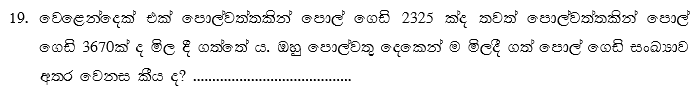 19. වෙළෙන්දෙක් එක් පොල්වත්තකින් පොල් ගෙඩි 2325 ක්ද තවත් පොල්වත්තකින් පොල්
ගෙඩි 3670ක් ද මිල දී ගත්තේ ය. ඔහු පොල්වතු දෙකෙන් ම මිලදී ගත් පොල් ගෙඩි සංඛ්‍යාව
අතර වෙනස කීය ද? ........................................